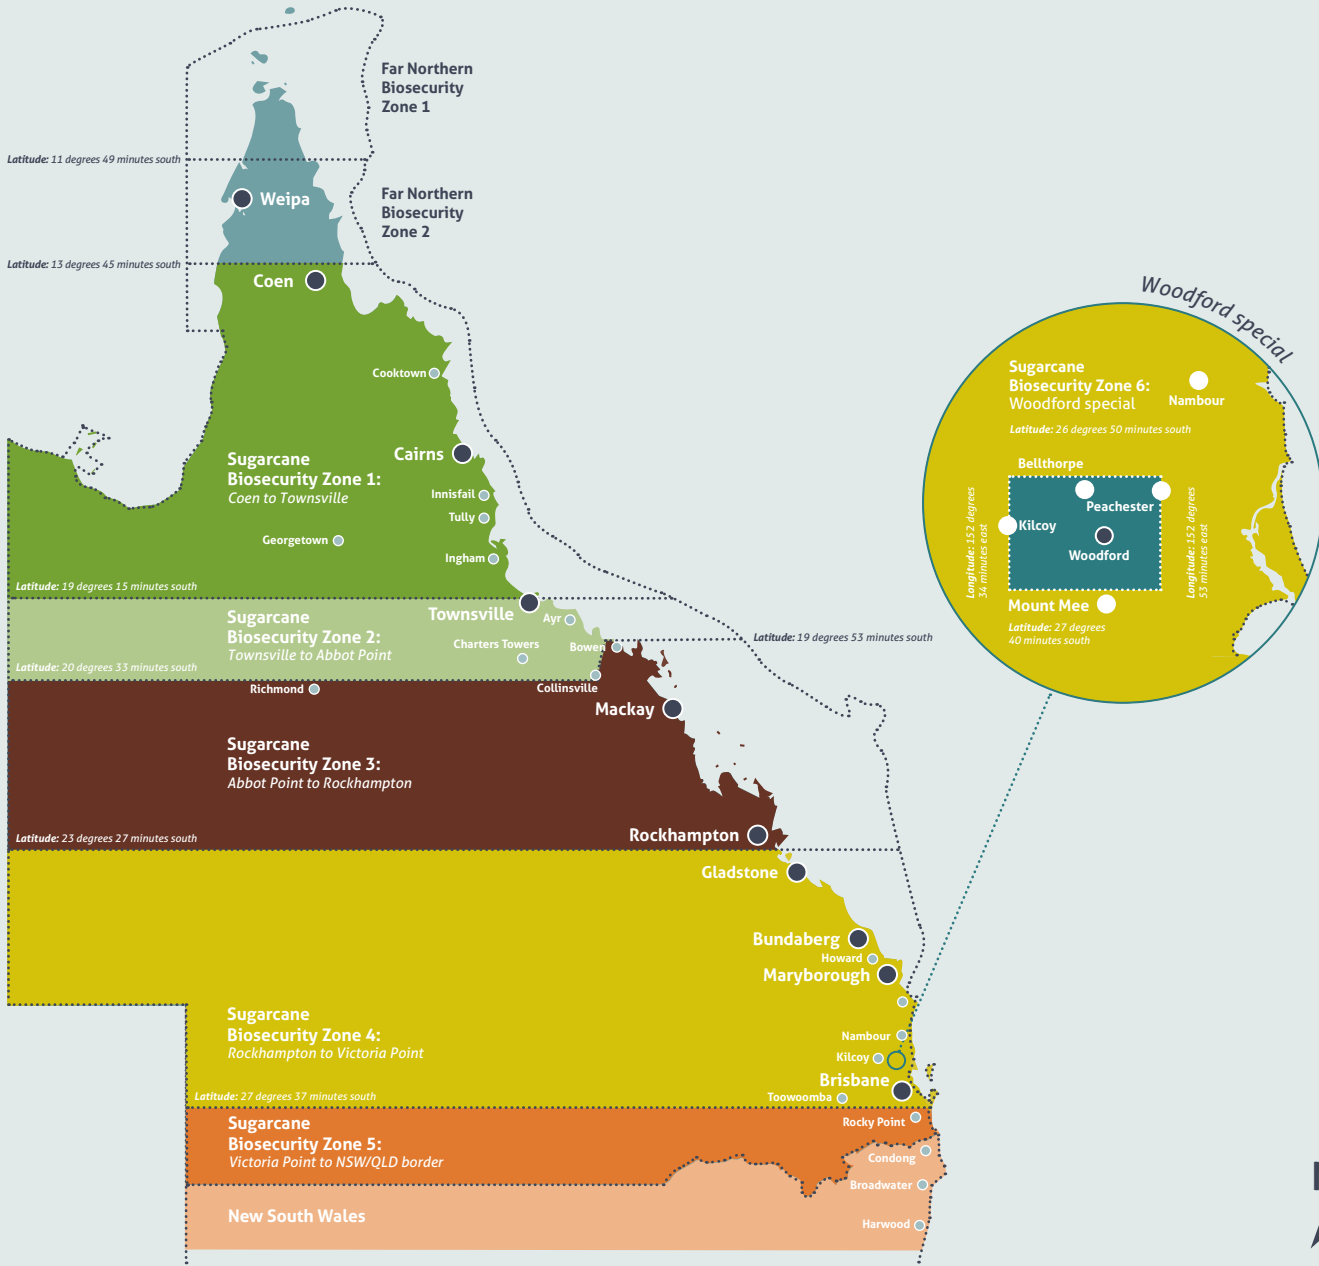 Far Northern
Biosecurity
Zone 1
Latitude: 11 degrees 49 minutes south
Weipa
Far Northern
Biosecurity
Zone 2
Latitude: 13 degrees 45 minutes south
Coen
Cooktown
Cairns
Sugarcane
Biosecurity Zone 1:
Coen to Townsville
Innisfail
Tully
Georgetown
Ingham
Latitude: 19 degrees 15 minutes south
Townsville
Sugarcane
Biosecurity Zone 2:
Townsville to Abbot Point
Ayr
Charters Towers
Bowen
Latitude: 19 degrees 53 minutes south
Latitude: 20 degrees 33 minutes south
Collinsville
Richmond
Mackay
Sugarcane
Biosecurity Zone 3:
Abbot Point to Rockhampton
Rockhampton
Latitude: 23 degrees 27 minutes south
Gladstone
Bundaberg
Howard
Maryborough
Sugarcane
Biosecurity Zone 4:
Rockhampton to Victoria Point
Nambour
Kilcoy
Brisbane
Toowoomba
Latitude: 27 degrees 37 minutes south
Sugarcane
Biosecurity Zone 5:
Victoria Point to NSW/QLD border
Rocky Point
Condong
Broadwater
New South Wales
Harwood
Woodford special
Sugarcane
Biosecurity Zone 6:
Woodford special
Nambour
Latitude: 26 degrees 50 minutes south
Bellthorpe
Peachester
Kilcoy
Woodford
Longitude: 152 degrees
34 minutes east
Longitude: 152 degrees
53 minutes east
Mount Mee
Latitude: 27 degrees
40 minutes south